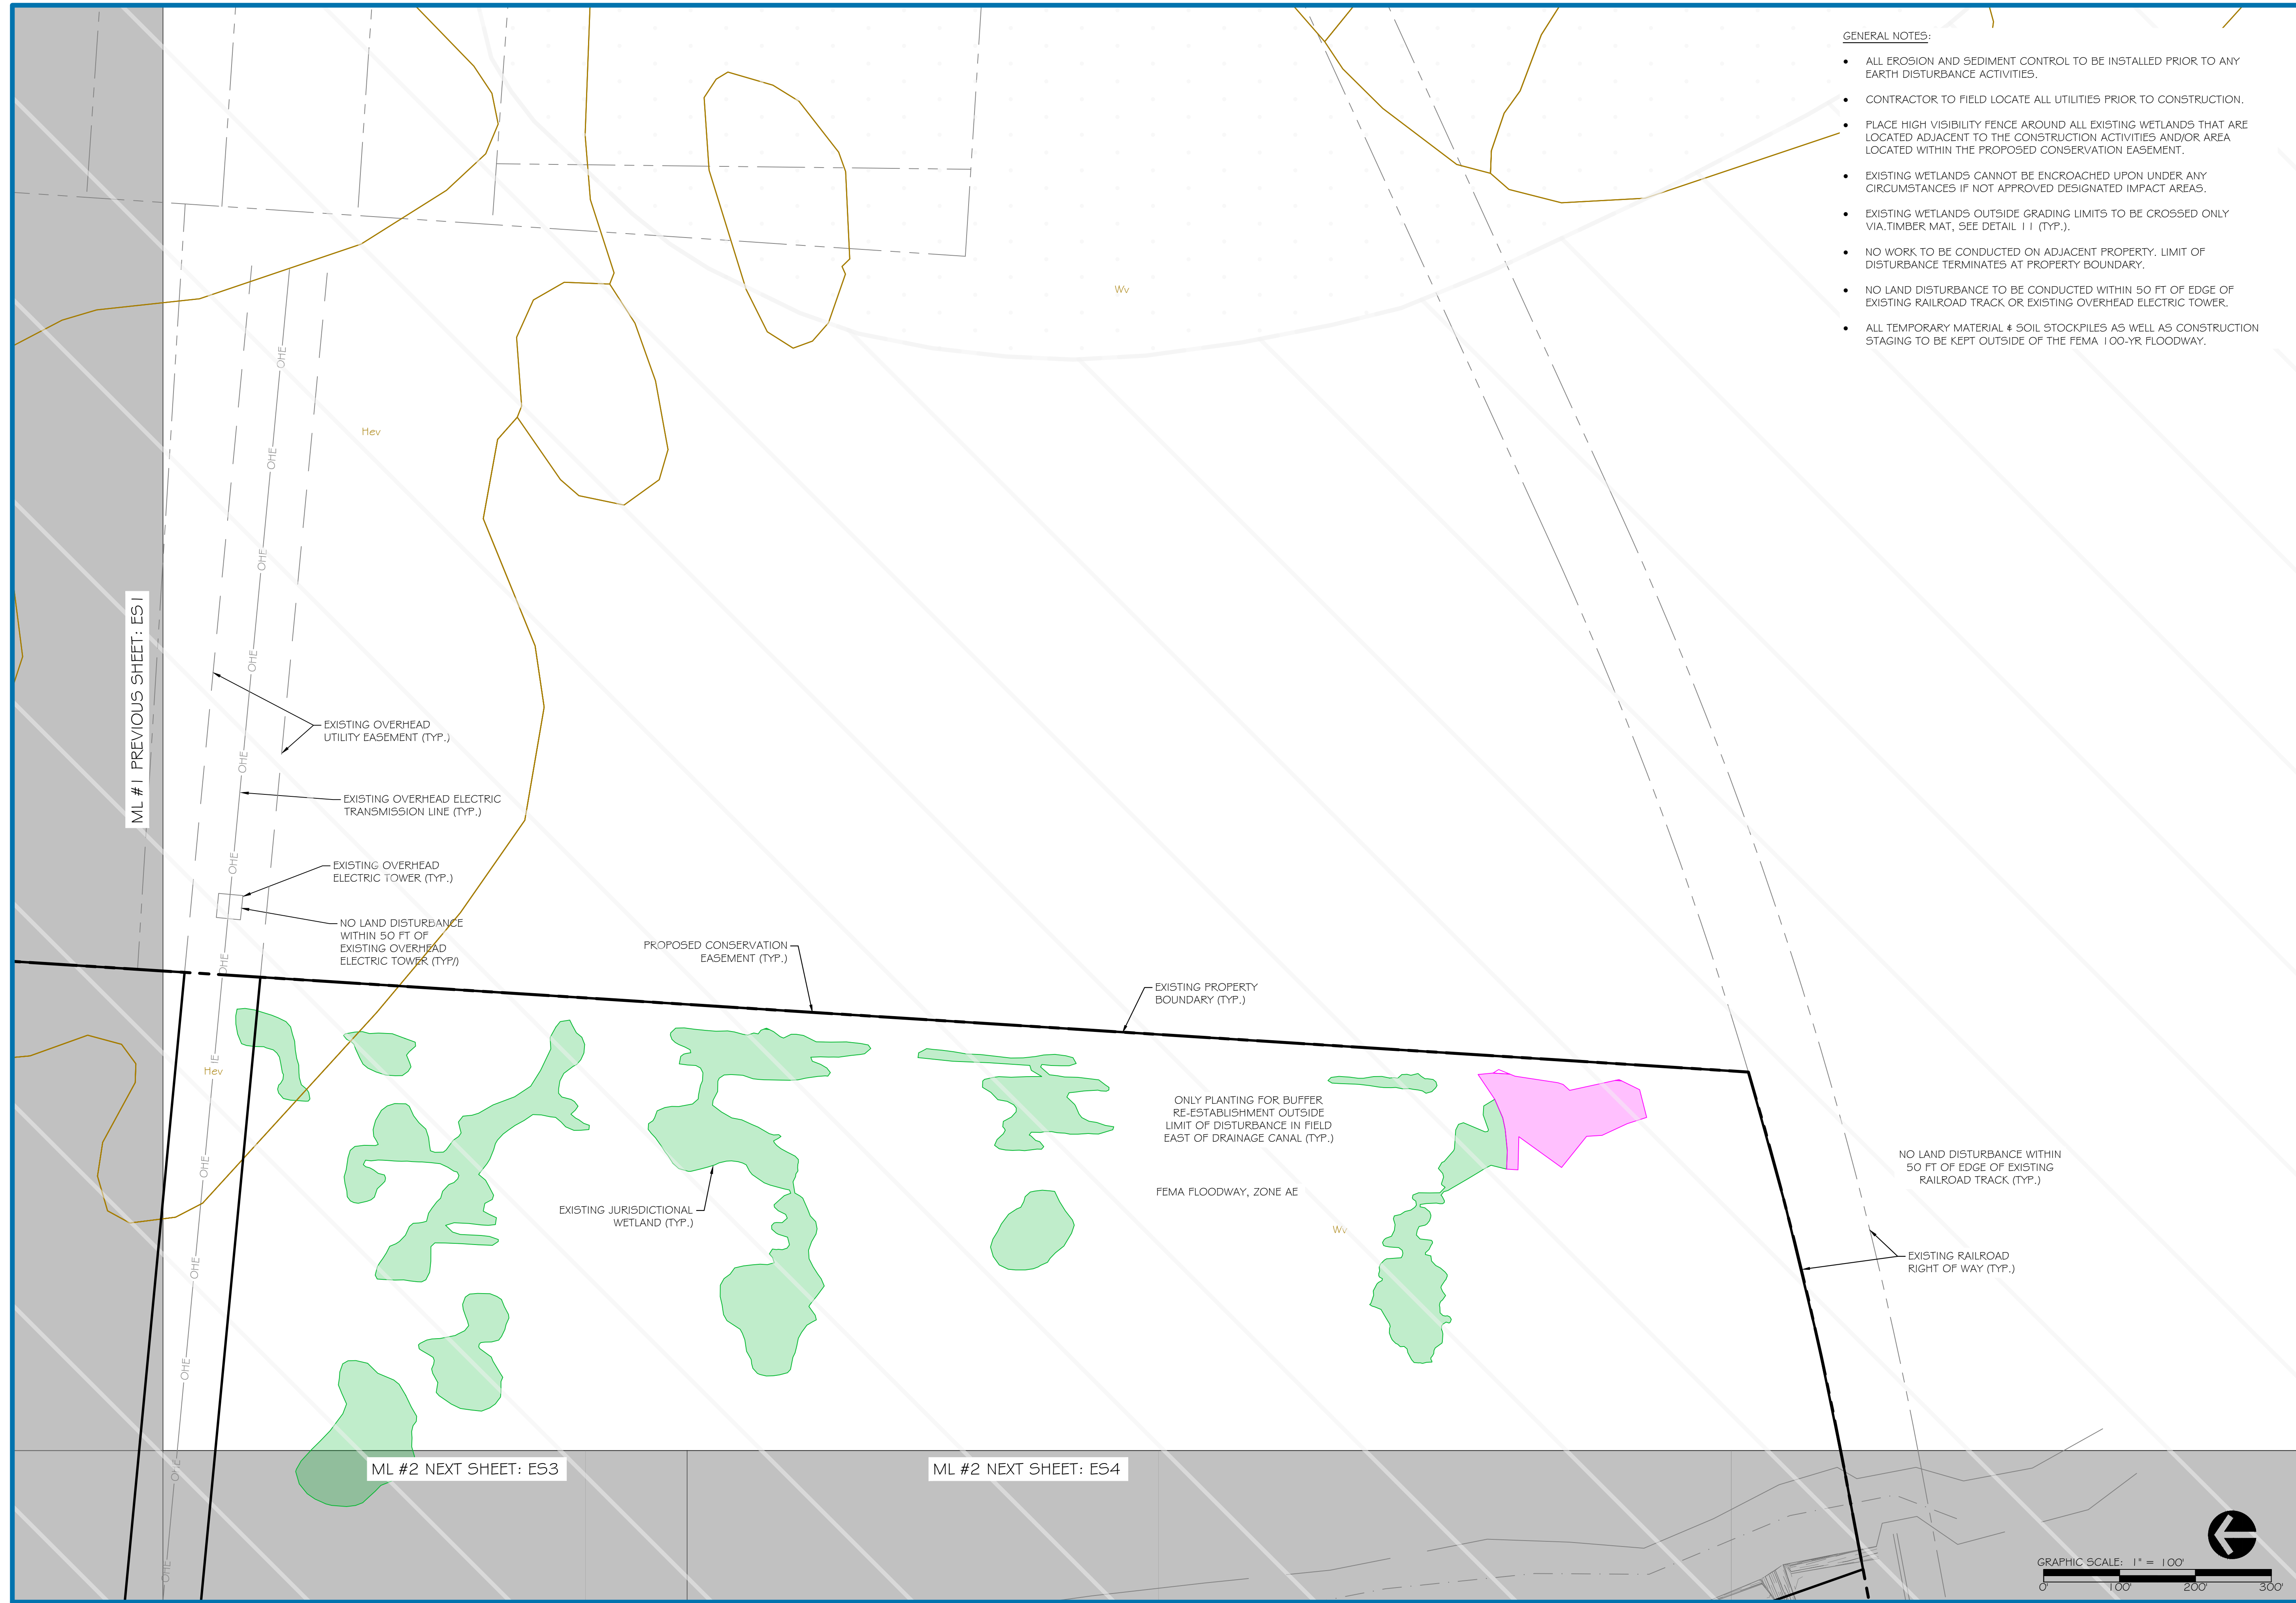 GENERAL NOTES:
• ALL EROSION AND SEDIMENT CONTROL TO BE INSTALLED PRIOR TO ANY
EARTH DISTURBANCE ACTIVITIES.
• CONTRACTOR TO FIELD LOCATE ALL UTILITIES PRIOR TO CONSTRUCTION.
• PLACE HIGH VISIBILITY FENCE AROUND ALL EXISTING WETLANDS THAT ARE
LOCATED ADJACENT TO THE CONSTRUCTION ACTIVITIES AND/OR AREA
LOCATED WITHIN THE PROPOSED CONSERVATION EASEMENT.
• EXISTING WETLANDS CANNOT BE ENCROACHED UPON UNDER ANY
CIRCUMSTANCES IF NOT APPROVED DESIGNATED IMPACT AREAS.
• EXISTING WETLANDS OUTSIDE GRADING LIMITS TO BE CROSSED ONLY
VIA.TIMBER MAT, SEE DETAIL 11 (TYP.).
• NO WORK TO BE CONDUCTED ON ADJACENT PROPERTY. LIMIT OF
DISTURBANCE TERMINATES AT PROPERTY BOUNDARY.
• NO LAND DISTURBANCE TO BE CONDUCTED WITHIN 50 FT OF EDGE OF
EXISTING RAILROAD TRACK OR EXISTING OVERHEAD ELECTRIC TOWER.
• ALL TEMPORARY MATERIAL & SOIL STOCKPILES AS WELL AS CONSTRUCTION
STAGING TO BE KEPT OUTSIDE OF THE FEMA 100-YR FLOODWAY.
Wv
Hev
OHE
OHE
OHE
OHE
OHE
OHE
OHE
ML #1 PREVIOUS SHEET: ES1
EXISTING OVERHEAD
UTILITY EASEMENT (TYP.)
EXISTING OVERHEAD ELECTRIC
TRANSMISSION LINE (TYP.)
EXISTING OVERHEAD
ELECTRIC TOWER (TYP.)
NO LAND DISTURBANCE
WITHIN 50 FT OF
EXISTING OVERHEAD
ELECTRIC TOWER (TYP/)
PROPOSED CONSERVATION
EASEMENT (TYP.)
EXISTING PROPERTY
BOUNDARY (TYP.)
IE
Hev
OHE
OHE
OHE
OHE
OHE
ONLY PLANTING FOR BUFFER
RE-ESTABLISHMENT OUTSIDE
LIMIT OF DISTURBANCE IN FIELD
EAST OF DRAINAGE CANAL (TYP.)
NO LAND DISTURBANCE WITHIN
50 FT OF EDGE OF EXISTING
RAILROAD TRACK (TYP.)
FEMA FLOODWAY, ZONE AE
EXISTING JURISDICTIONAL
WETLAND (TYP.)
Wv
EXISTING RAILROAD
RIGHT OF WAY (TYP.)
ML #2 NEXT SHEET: ES3
ML #2 NEXT SHEET: ES4
GRAPHIC SCALE: 1" = 100'
0' 100' 200' 300'